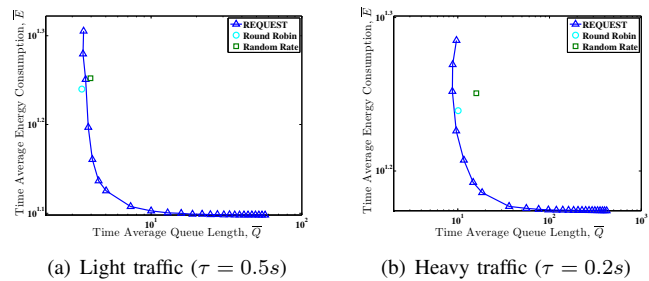 Time Average Energy Consumption, E̅
10^1.3
10^1.2
10^1.1
REQUEST
Round Robin
Random Rate
10^1
10^2
Time Average Queue Length, Q̅
(a) Light traffic (τ = 0.5s)
Time Average Energy Consumption, E̅
10^1.3
10^1.2
REQUEST
Round Robin
Random Rate
10^1
10^2
10^3
Time Average Queue Length, Q̅
(b) Heavy traffic (τ = 0.2s)